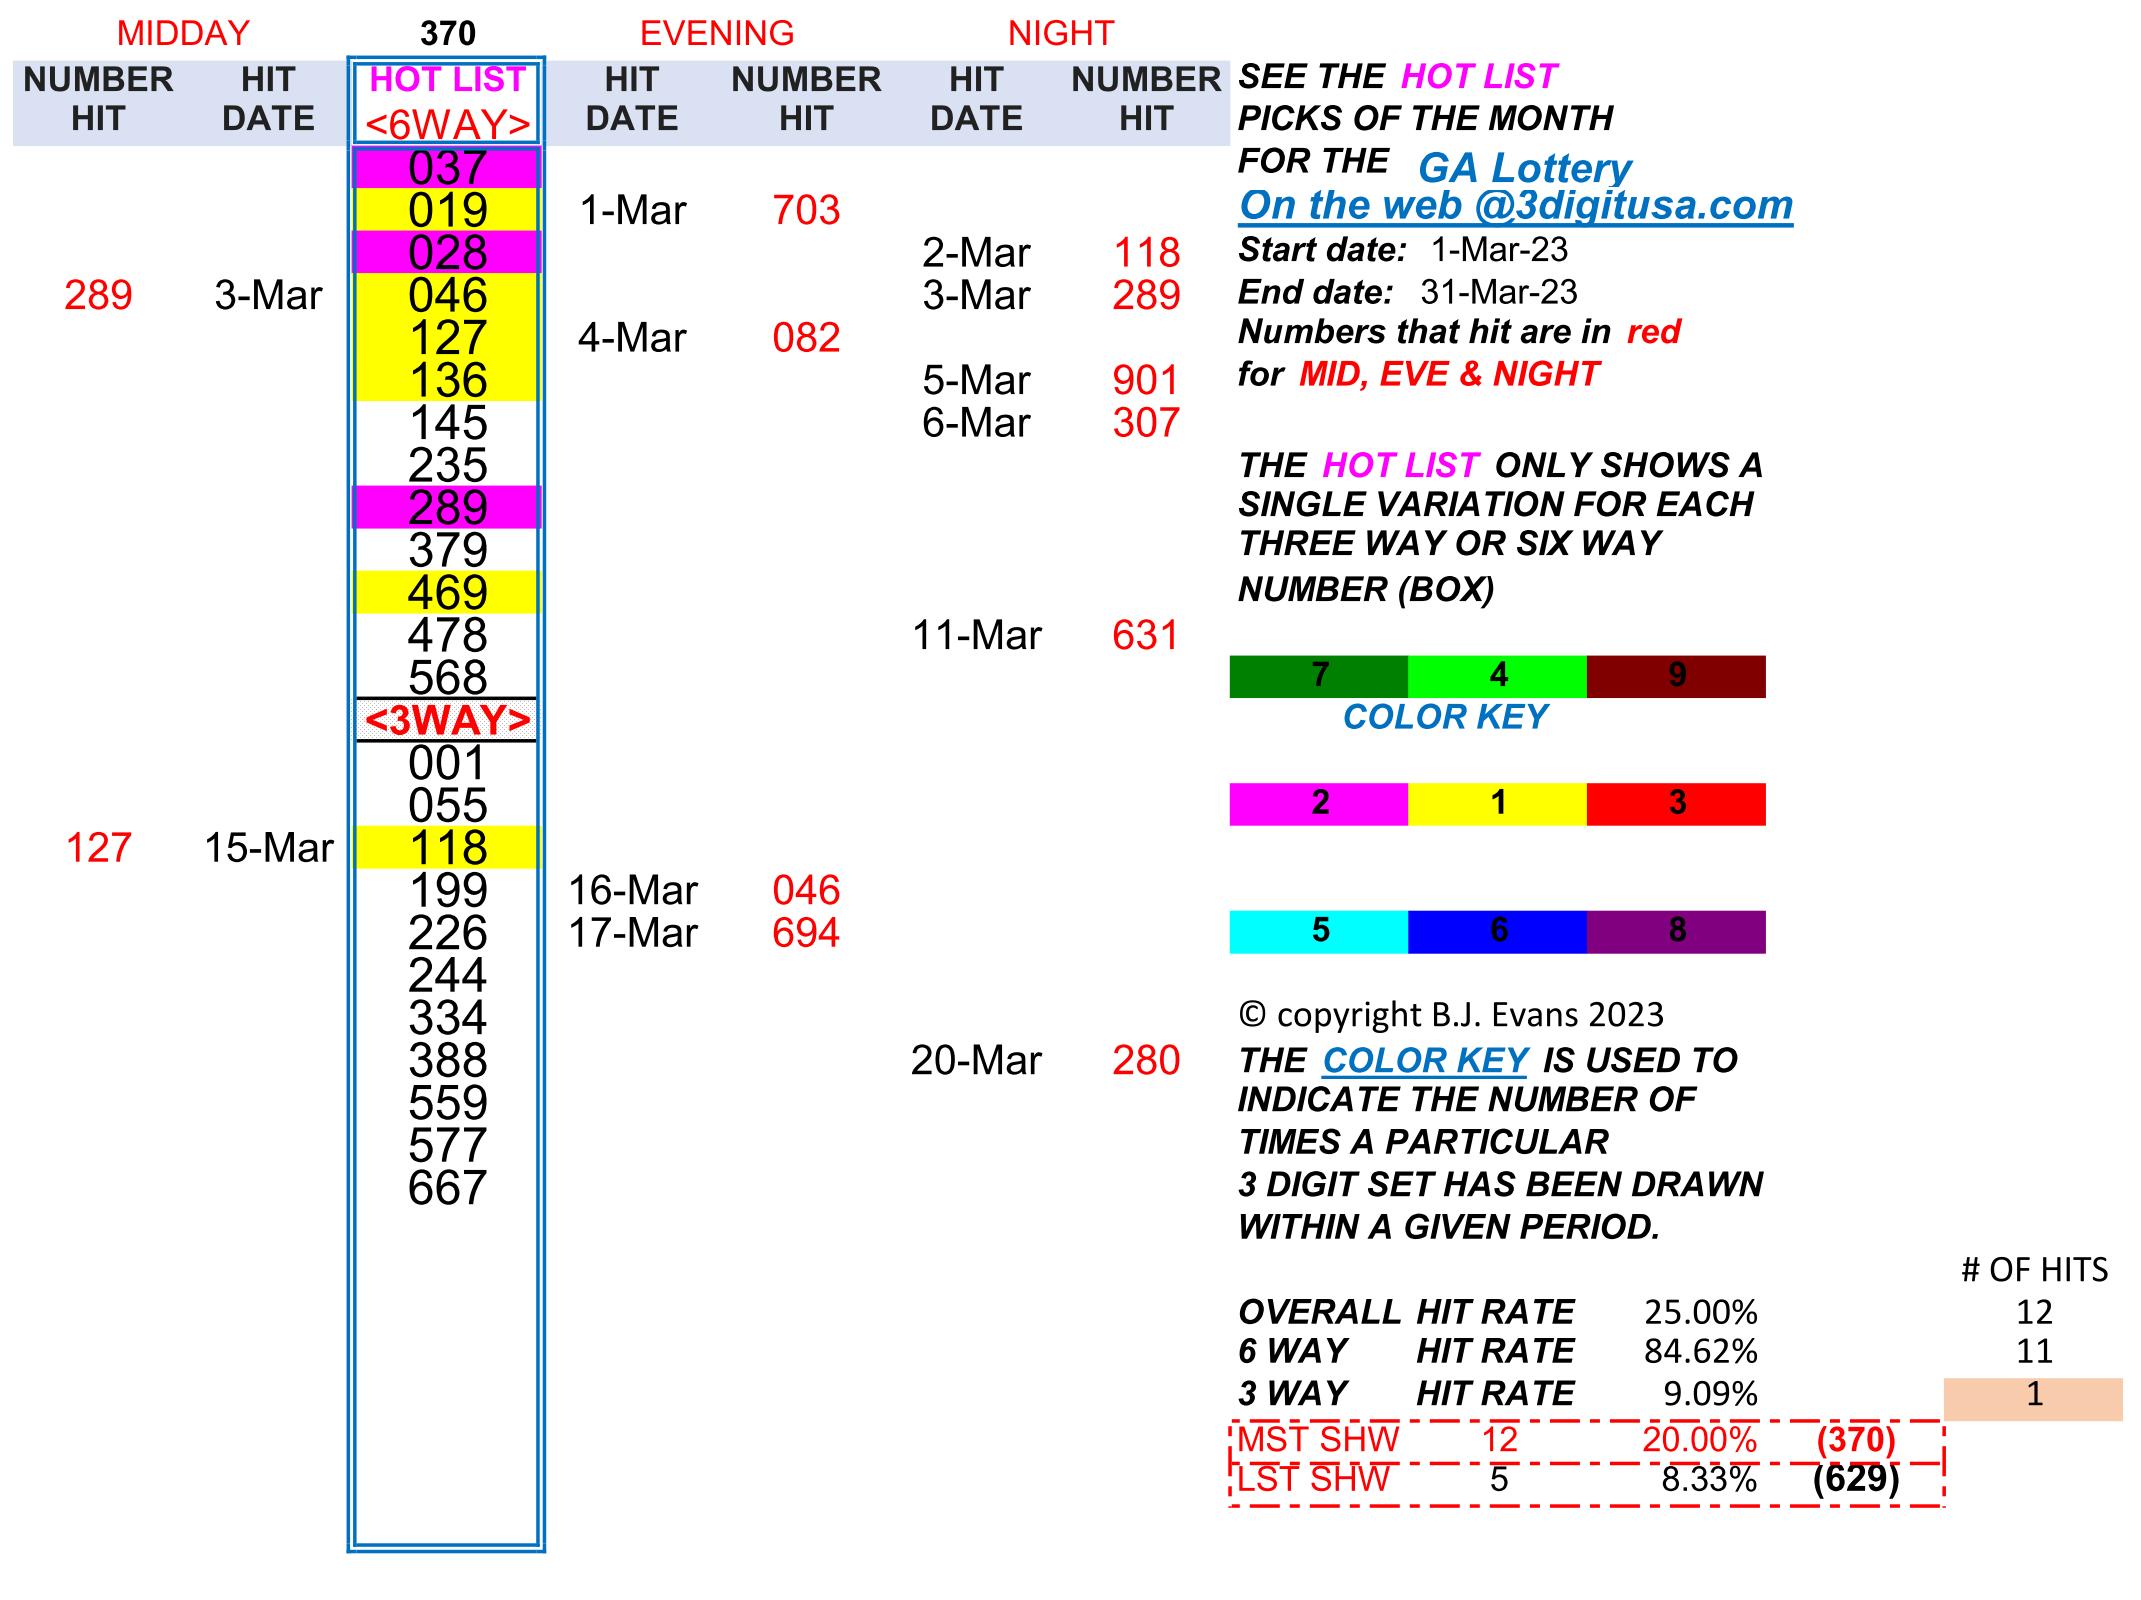 MIDDAY 370 EVENING NIGHT
NUMBER HIT HOT LIST HIT NUMBER HIT NUMBER
HIT DATE <6WAY> DATE HIT DATE HIT
037
019 1-Mar 703
028 2-Mar 118
289 3-Mar 046 3-Mar 289
127 4-Mar 082
136 5-Mar 901
145 6-Mar 307
235
289
379
469
478 11-Mar 631
568
<3WAY>
001
055
127 15-Mar 118
199 16-Mar 046
226 17-Mar 694
244
334
388 20-Mar 280
559
577
667
SEE THE HOT LIST
PICKS OF THE MONTH
FOR THE GA Lottery
On the web @3digitusa.com
Start date: 1-Mar-23
End date: 31-Mar-23
Numbers that hit are in red
for MID, EVE & NIGHT
THE HOT LIST ONLY SHOWS A
SINGLE VARIATION FOR EACH
THREE WAY OR SIX WAY
NUMBER (BOX)
7 4 9
COLOR KEY
2 1 3
5 6 8
© copyright B.J. Evans 2023
THE COLOR KEY IS USED TO
INDICATE THE NUMBER OF
TIMES A PARTICULAR
3 DIGIT SET HAS BEEN DRAWN
WITHIN A GIVEN PERIOD.
# OF HITS
OVERALL HIT RATE 25.00% 12
6 WAY HIT RATE 84.62% 11
3 WAY HIT RATE 9.09% 1
MST SHW 12 20.00% (370)
LST SHW 5 8.33% (629)